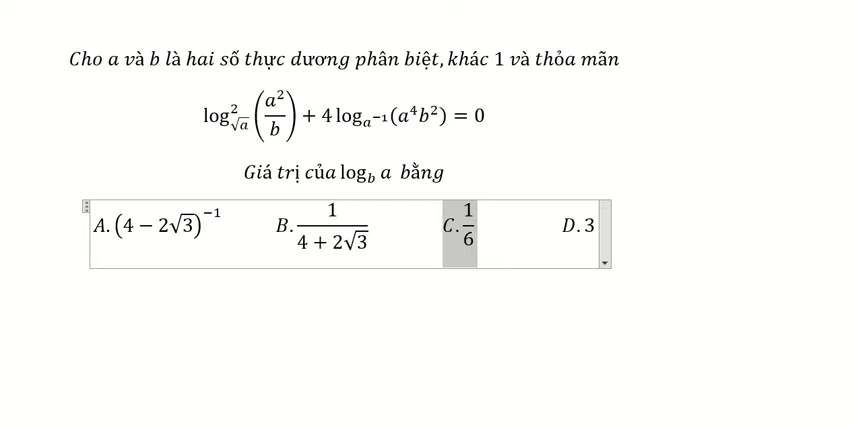 Cho a và b là hai số thực dương phân biệt, khác 1 và thỏa mãn
log²_√a (a²/b) + 4 log_a⁻¹(a⁴b²) = 0
Giá trị của log_b a bằng
A. (4 − 2√3)⁻¹ B. 1/(4 + 2√3) C. 1/6 D. 3